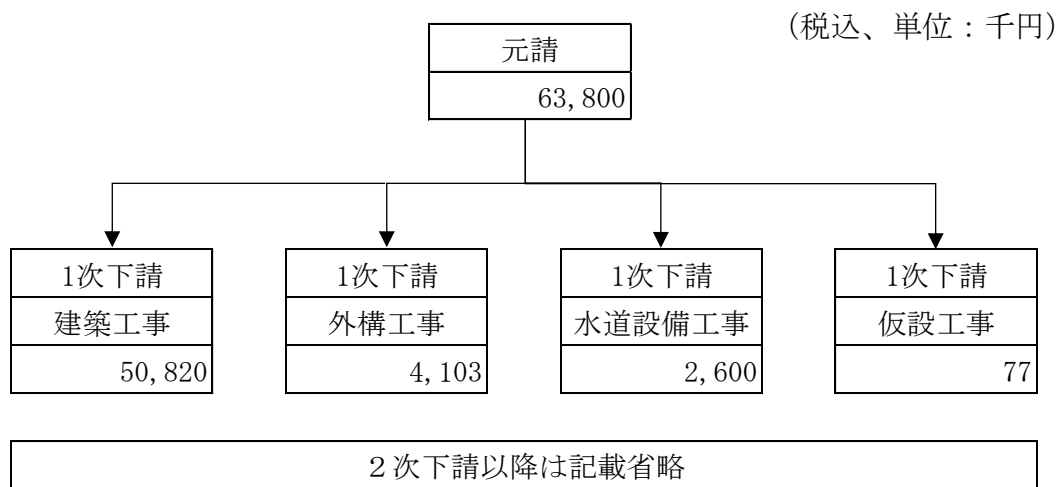 (税込、単位:千円)
元請
63,800
1次下請
建築工事
50,820
1次下請
外構工事
4,103
1次下請
水道設備工事
2,600
1次下請
仮設工事
77
2次下請以降は記載省略